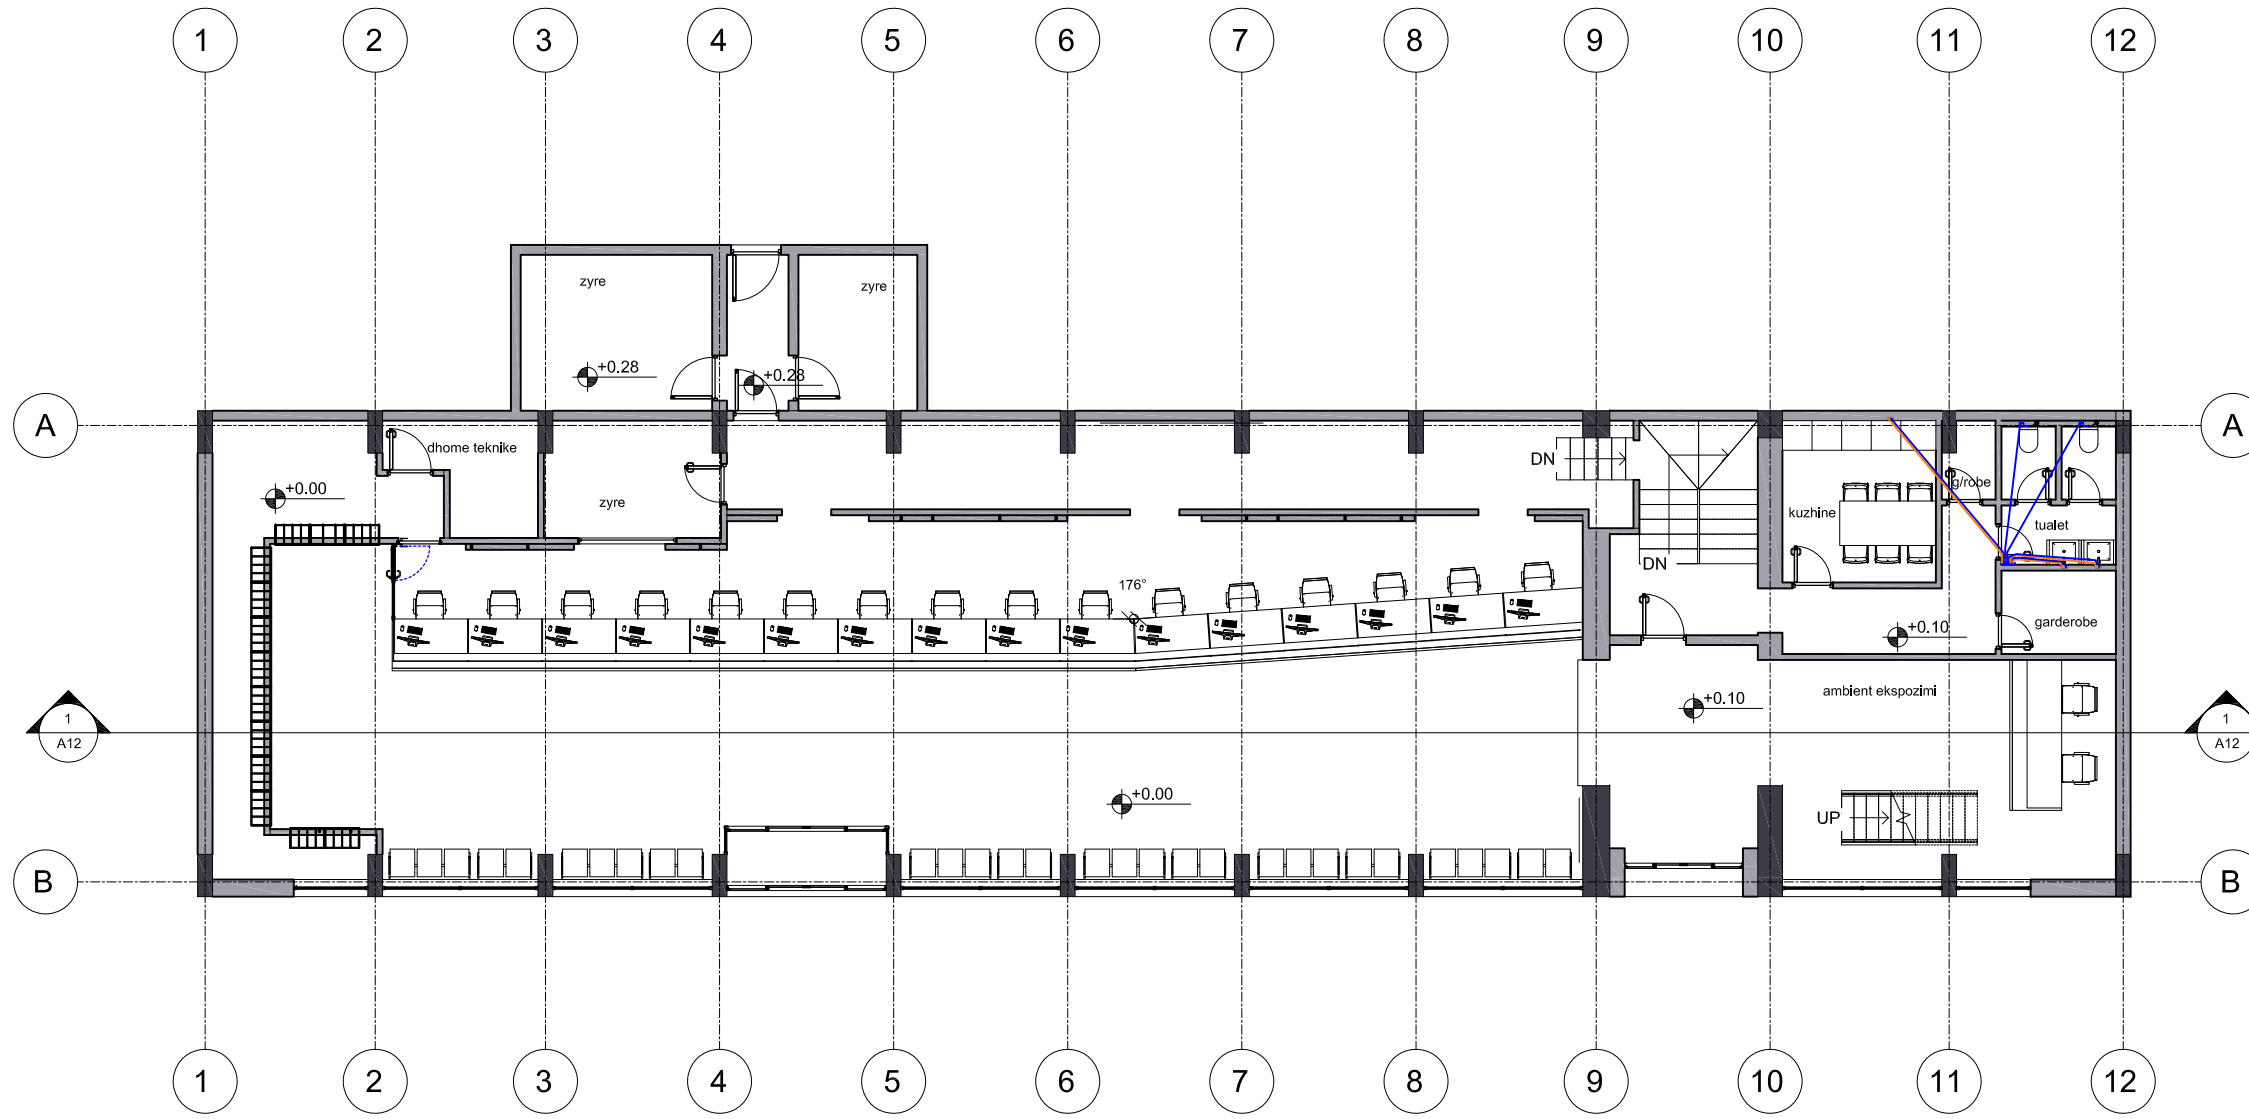 1 2 3 4 5 6 7 8 9 10 11 12
zyre
zyre
+0.28
+0.28
A
A
dhome teknike
DN
+0.00
zyre
g/robe
kuzhine
tualet
DN
176°
garderobe
+0.10
ambient ekspozimi
+0.10
1
A12
1
A12
+0.00
UP
B
B
1 2 3 4 5 6 7 8 9 10 11 12